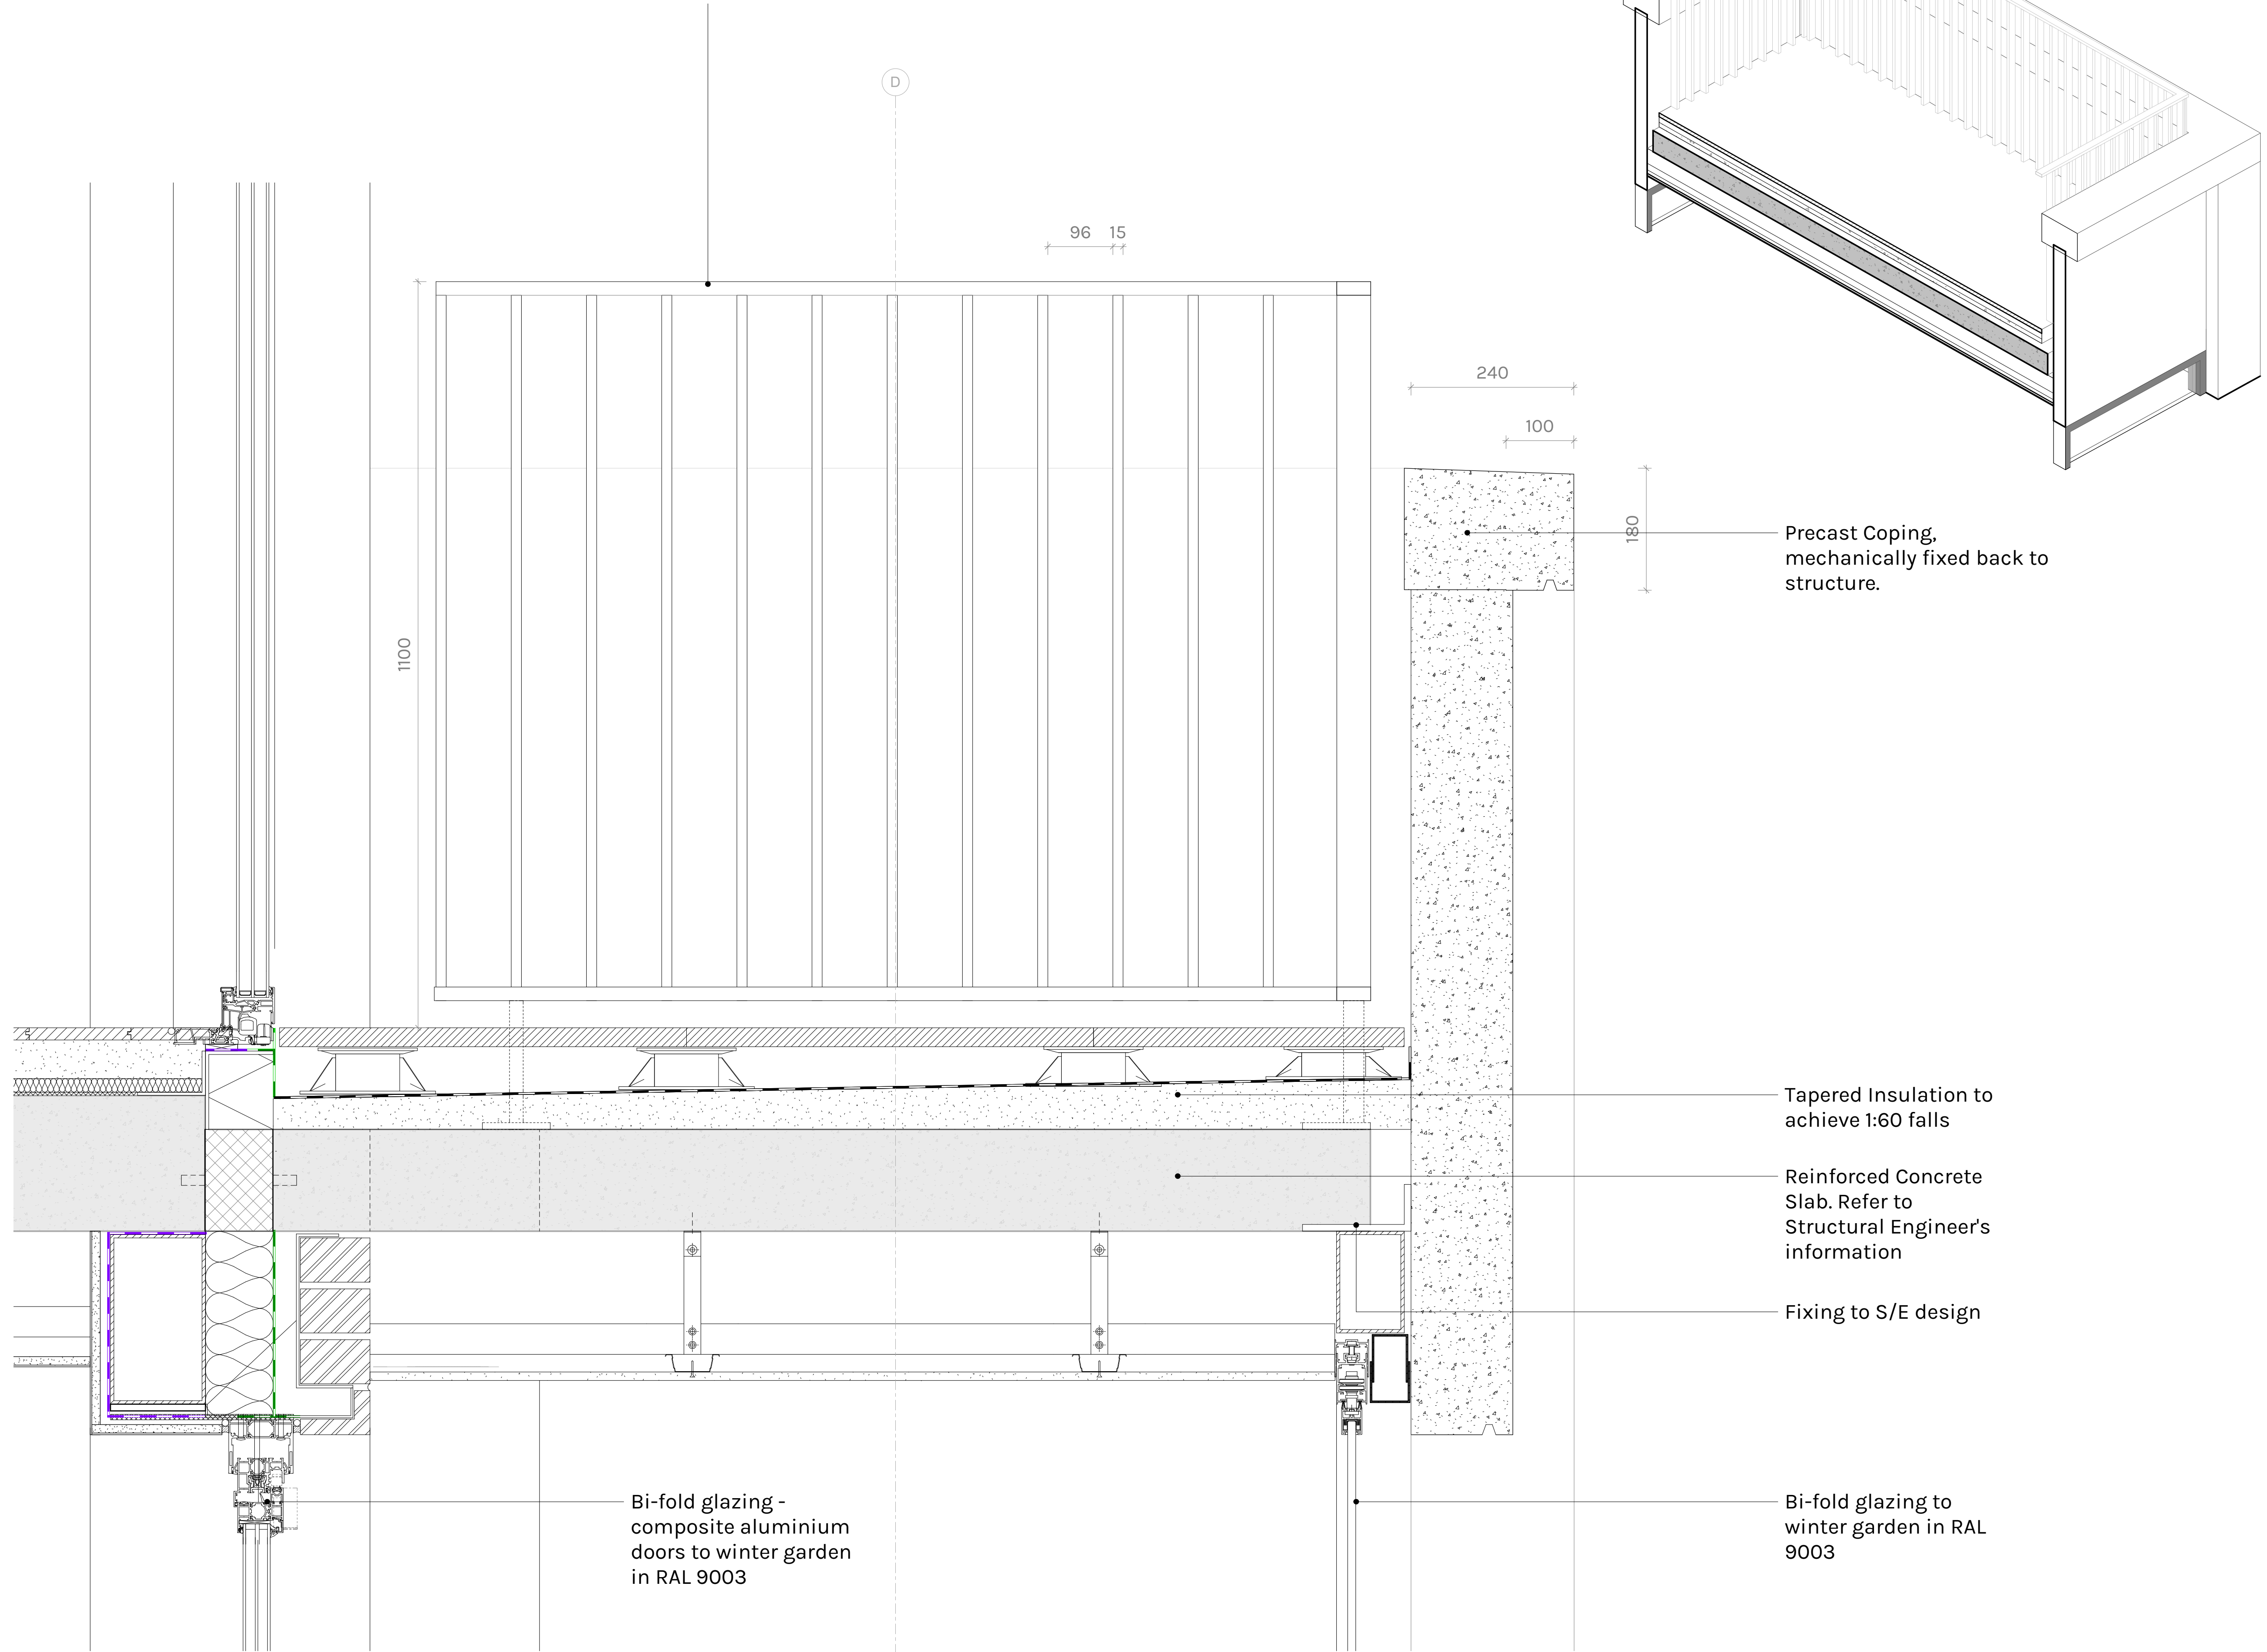 D
96
15
240
100
180
1100
Precast Coping,
mechanically fixed back to
structure.
Tapered Insulation to
achieve 1:60 falls
Reinforced Concrete
Slab. Refer to
Structural Engineer's
information
Fixing to S/E design
Bi-fold glazing -
composite aluminium
doors to winter garden
in RAL 9003
Bi-fold glazing to
winter garden in RAL
9003